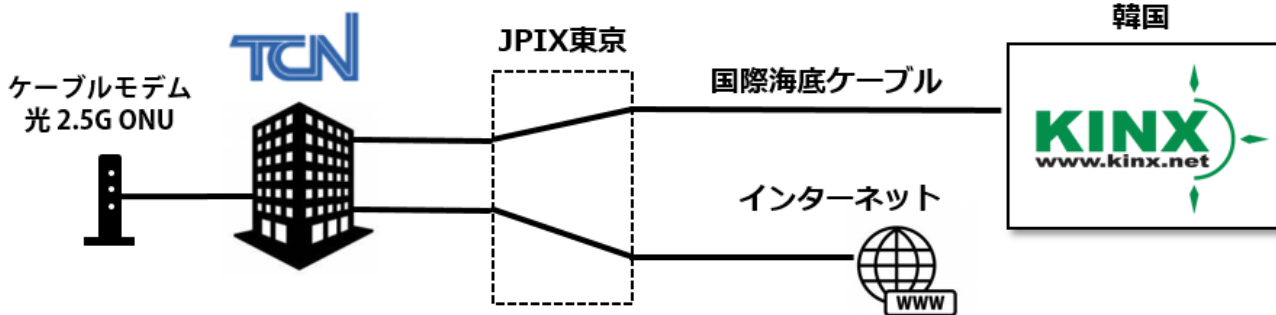 韓国
TCN
JPIX東京
ケーブルモデム
光 2.5G ONU
国際海底ケーブル
KINX
www.kinx.net
インターネット
WWW